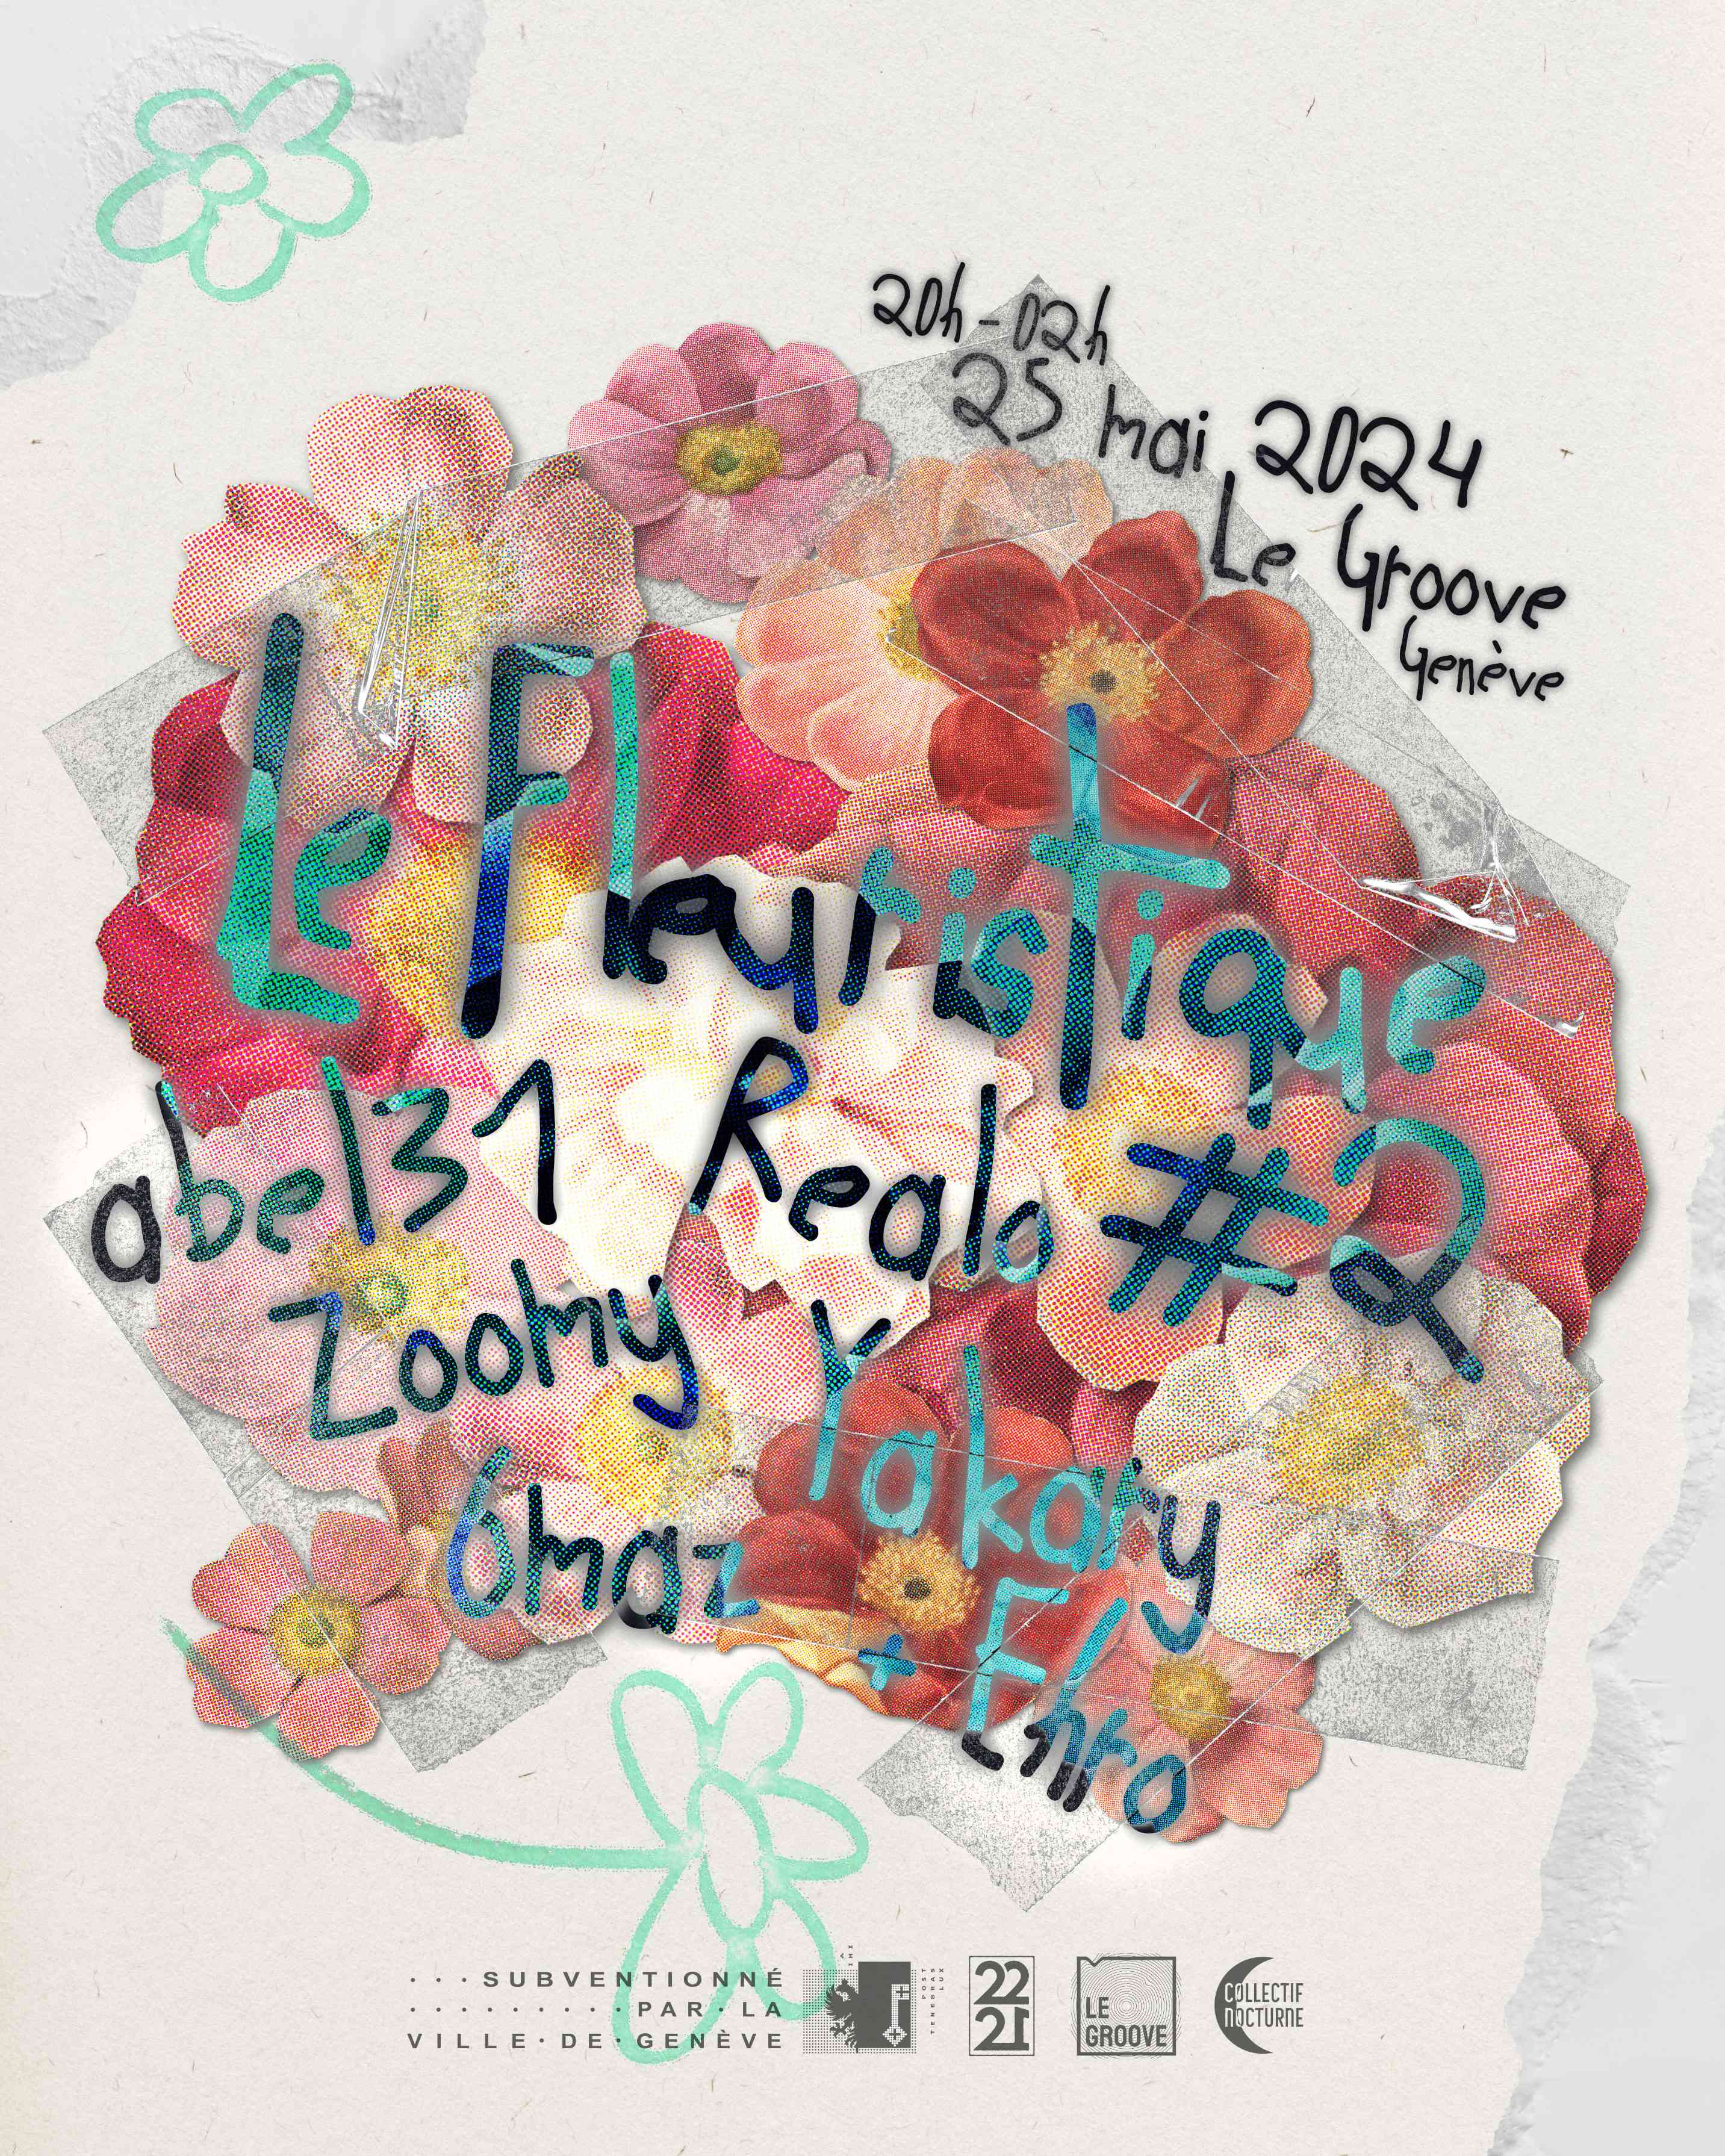 20h-02h
25 mai 2024
Le Groove
Genève
Le Fleuristique
#2
abel31 Realo
Zoomy Yakary
6maz + Ehro
SUBVENTIONNÉ
PAR·LA
VILLE·DE·GENÈVE
POST
TENEBRAS
LUX
22
21
LE
GROOVE
COLLECTIF
NOCTURNE